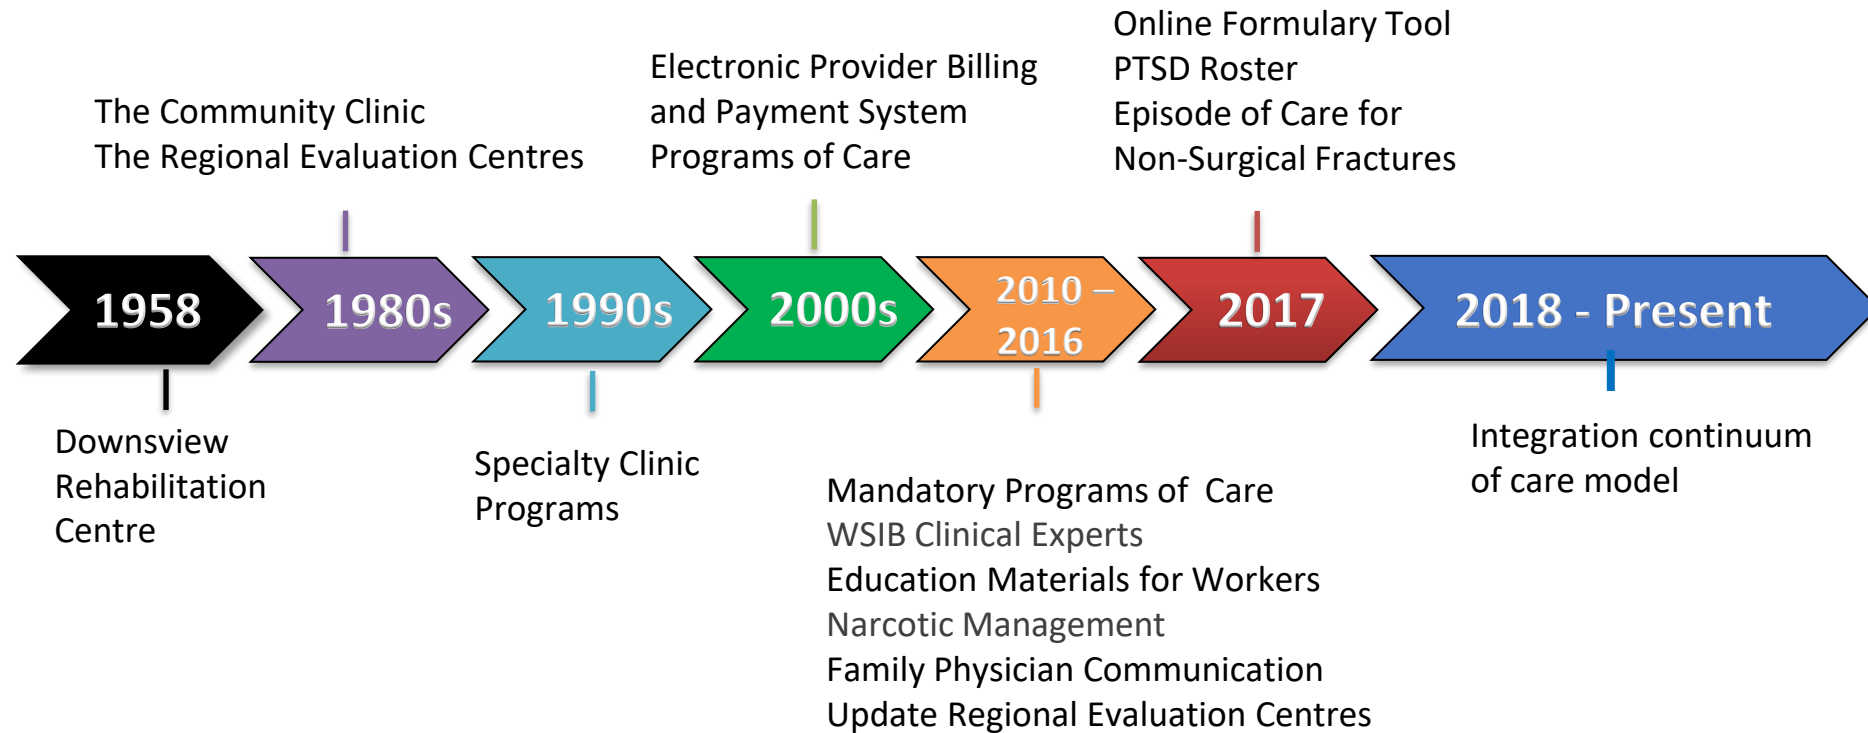 Online Formulary Tool
PTSD Roster
Episode of Care for
Non-Surgical Fractures
Electronic Provider Billing
and Payment System
Programs of Care
The Community Clinic
The Regional Evaluation Centres
1958
1980s
1990s
2000s
2010 –
2016
2017
2018 - Present
Downsview
Rehabilitation
Centre
Specialty Clinic
Programs
Mandatory Programs of  Care
WSIB Clinical Experts
Education Materials for Workers
Narcotic Management
Family Physician Communication
Update Regional Evaluation Centres
Integration continuum
of care model